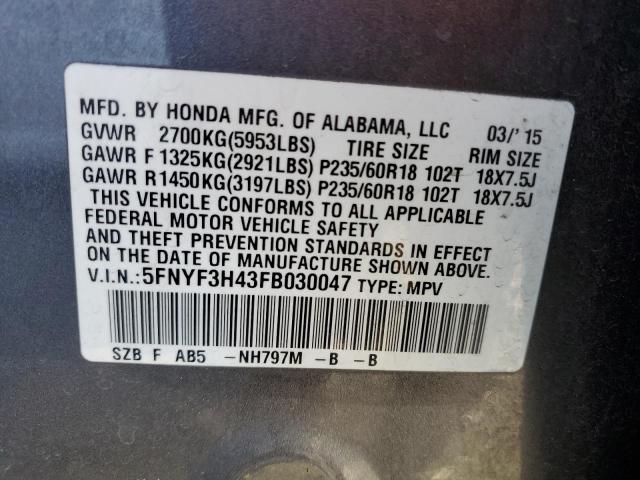 MFD. BY HONDA MFG. OF ALABAMA, LLC 03/'15
GVWR 2700KG(5953LBS) TIRE SIZE RIM SIZE
GAWR F 1325KG(2921LBS) P235/60R18 102T 18X7.5J
GAWR R 1450KG(3197LBS) P235/60R18 102T 18X7.5J
THIS VEHICLE CONFORMS TO ALL APPLICABLE
FEDERAL MOTOR VEHICLE SAFETY
AND THEFT PREVENTION STANDARDS IN EFFECT
ON THE DATE OF MANUFACTURE SHOWN ABOVE.
V.I.N.:5FNYF3H43FB030047 TYPE: MPV
SZB F AB5 -NH797M -B -B